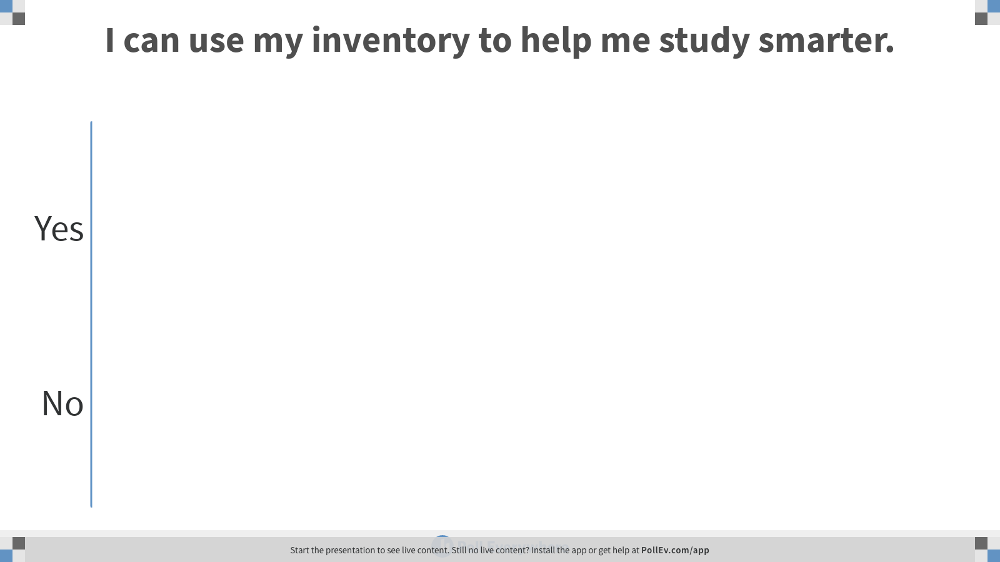 I can use my inventory to help me study smarter.
Yes
No
Start the presentation to see live content. Still no live content? Install the app or get help at PollEv.com/app